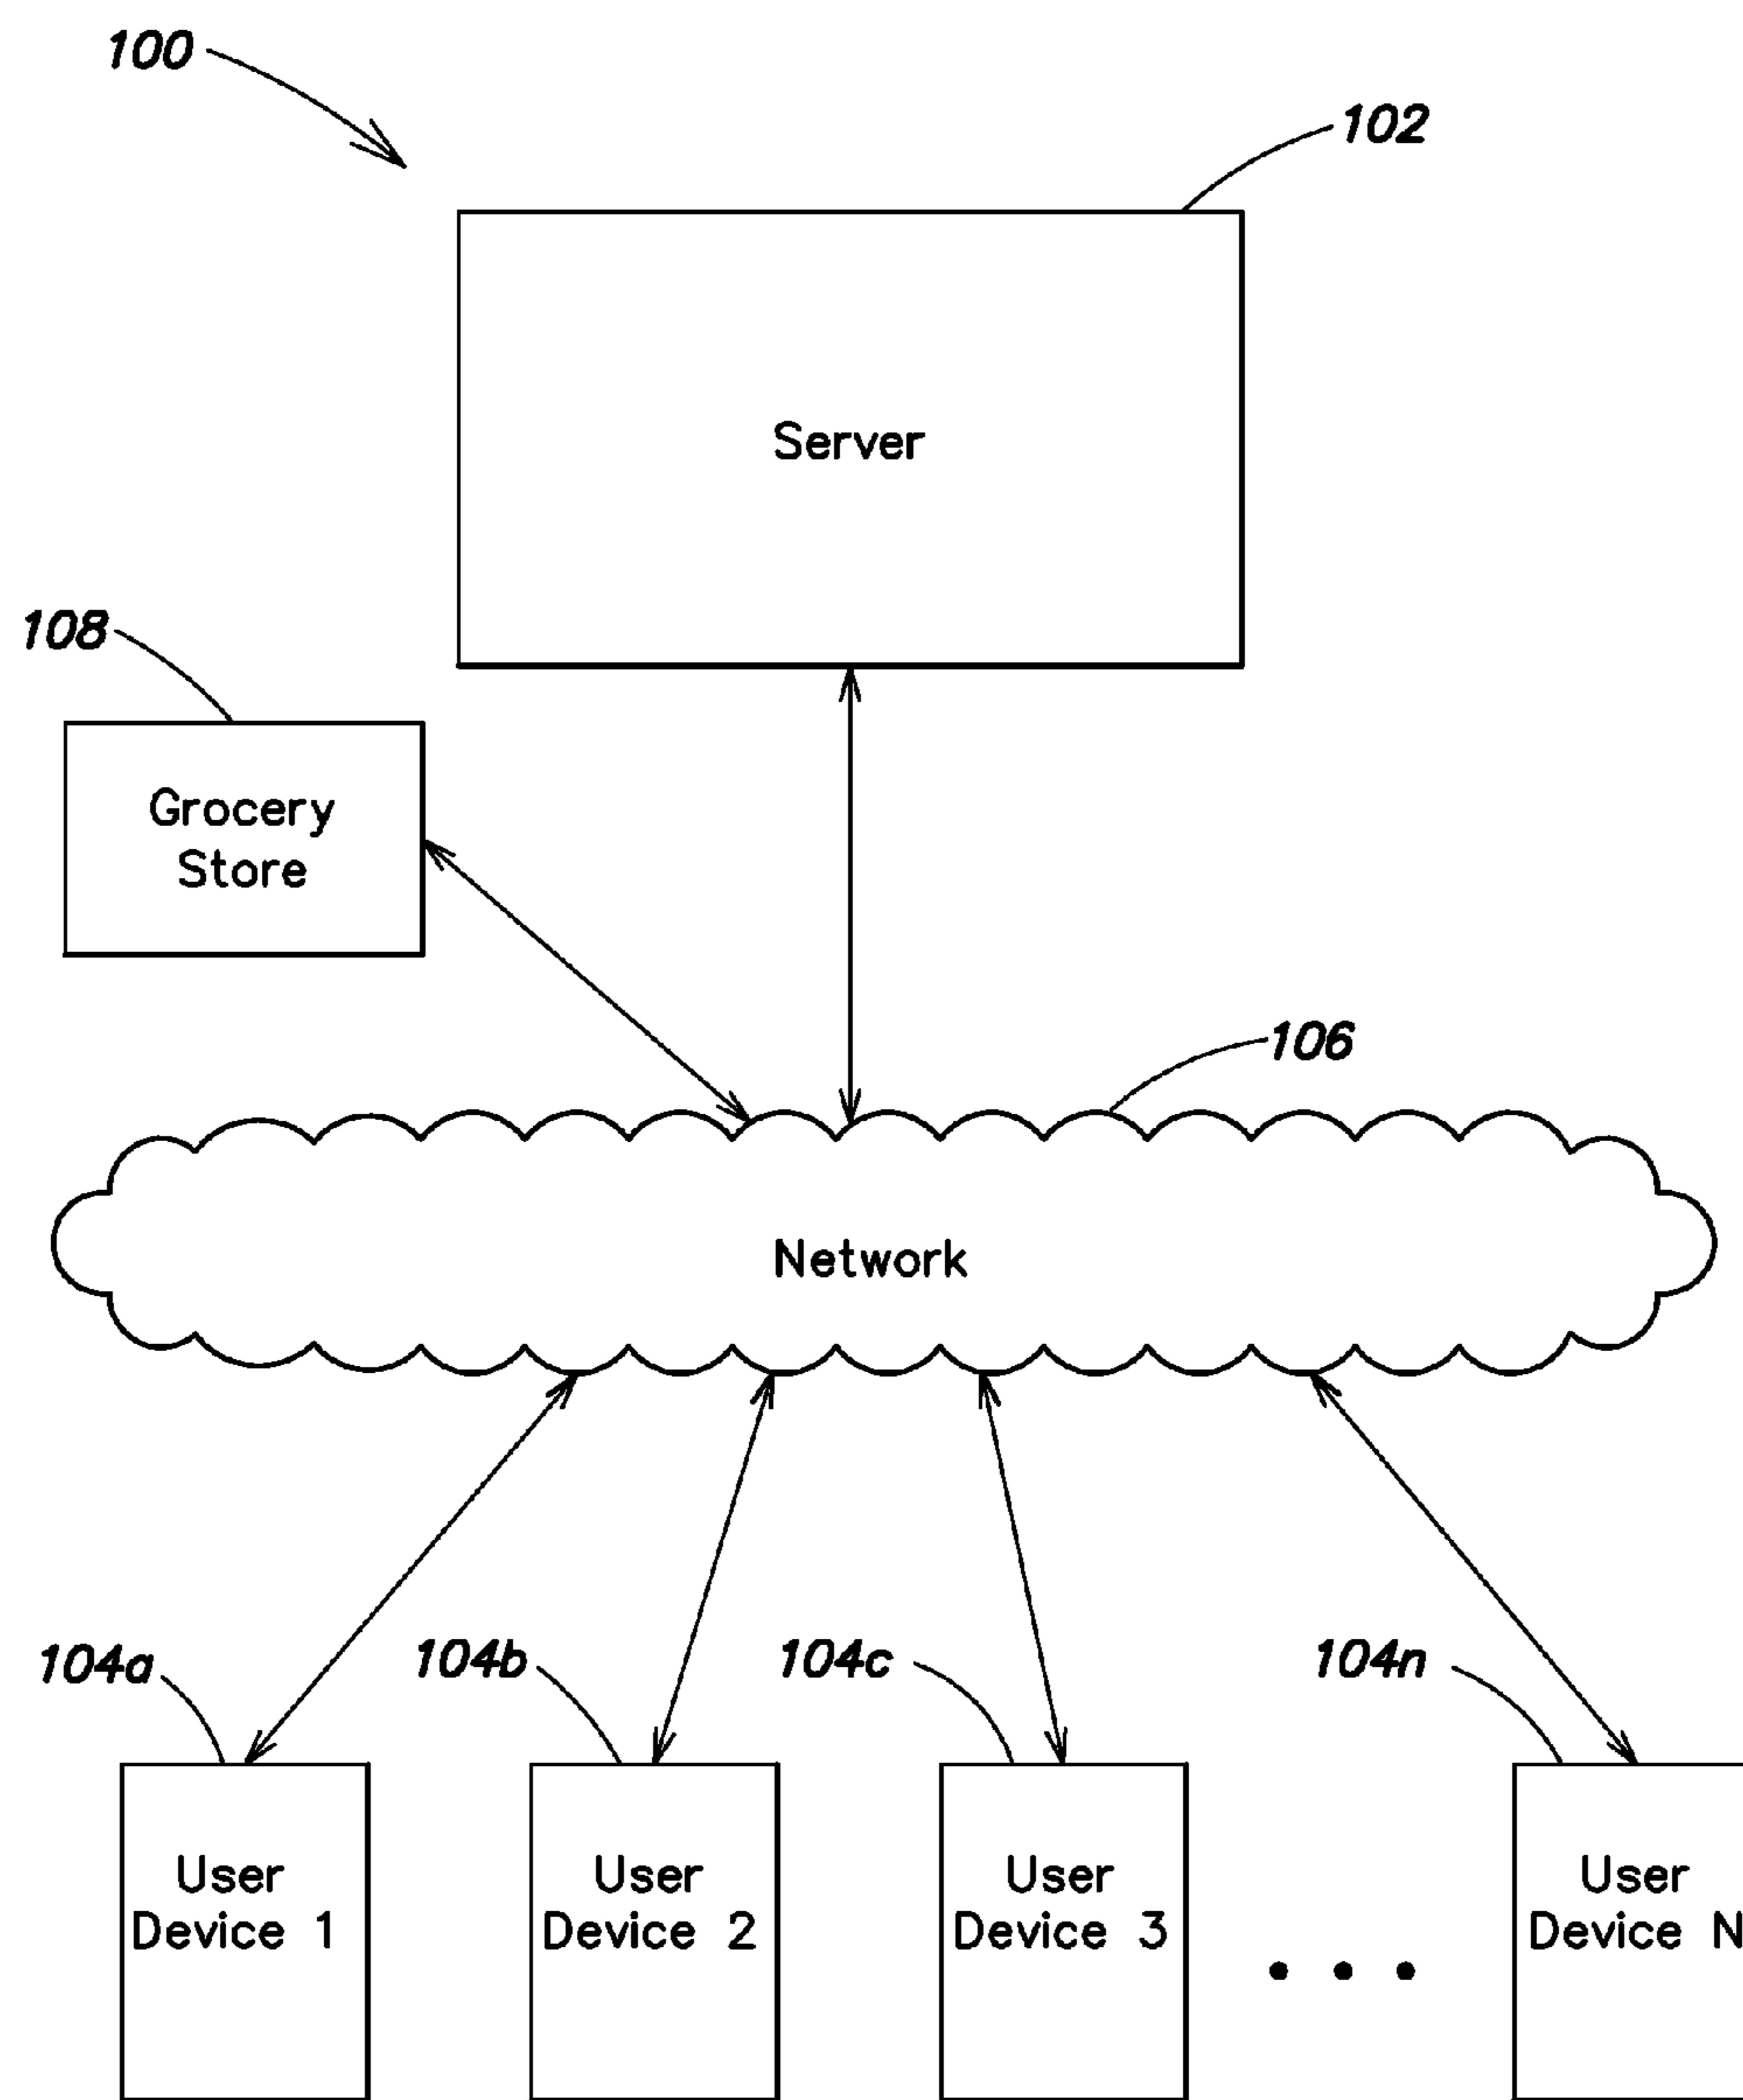 100
102
Server
108
Grocery
Store
106
Network
104a
104b
104c
104n
User
Device 1
User
Device 2
User
Device 3
User
Device N